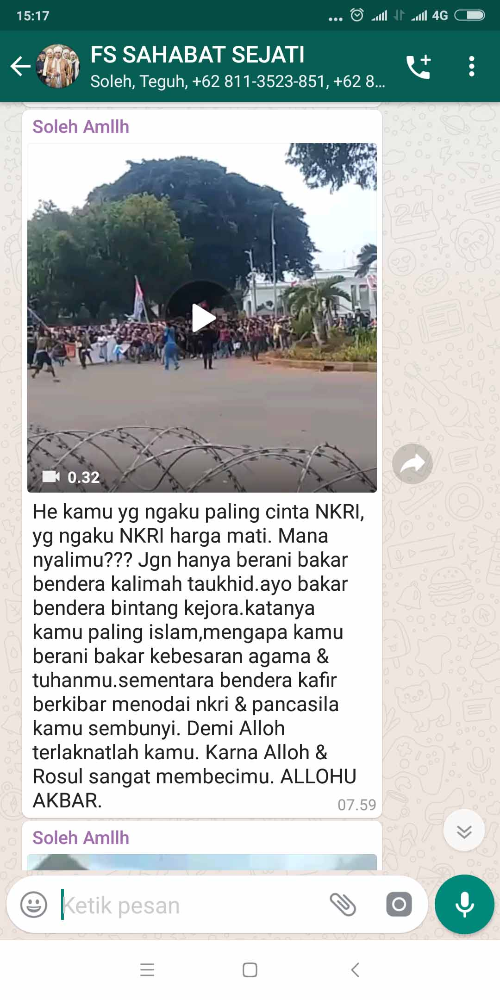 15:17
4G
FS SAHABAT SEJATI
Soleh, Teguh, +62 811-3523-851, +62 8...
Soleh Amllh
0.32
He kamu yg ngaku paling cinta NKRI,
yg ngaku NKRI harga mati. Mana
nyalimu??? Jgn hanya berani bakar
bendera kalimah taukhid.ayo bakar
bendera bintang kejora.katanya
kamu paling islam,mengapa kamu
berani bakar kebesaran agama &
tuhanmu.sementara bendera kafir
berkibar menodai nkri & pancasila
kamu sembunyi. Demi Alloh
terlaknatlah kamu. Karna Alloh &
Rosul sangat membecimu. ALLOHU
AKBAR.
07.59
Soleh Amllh
Ketik pesan